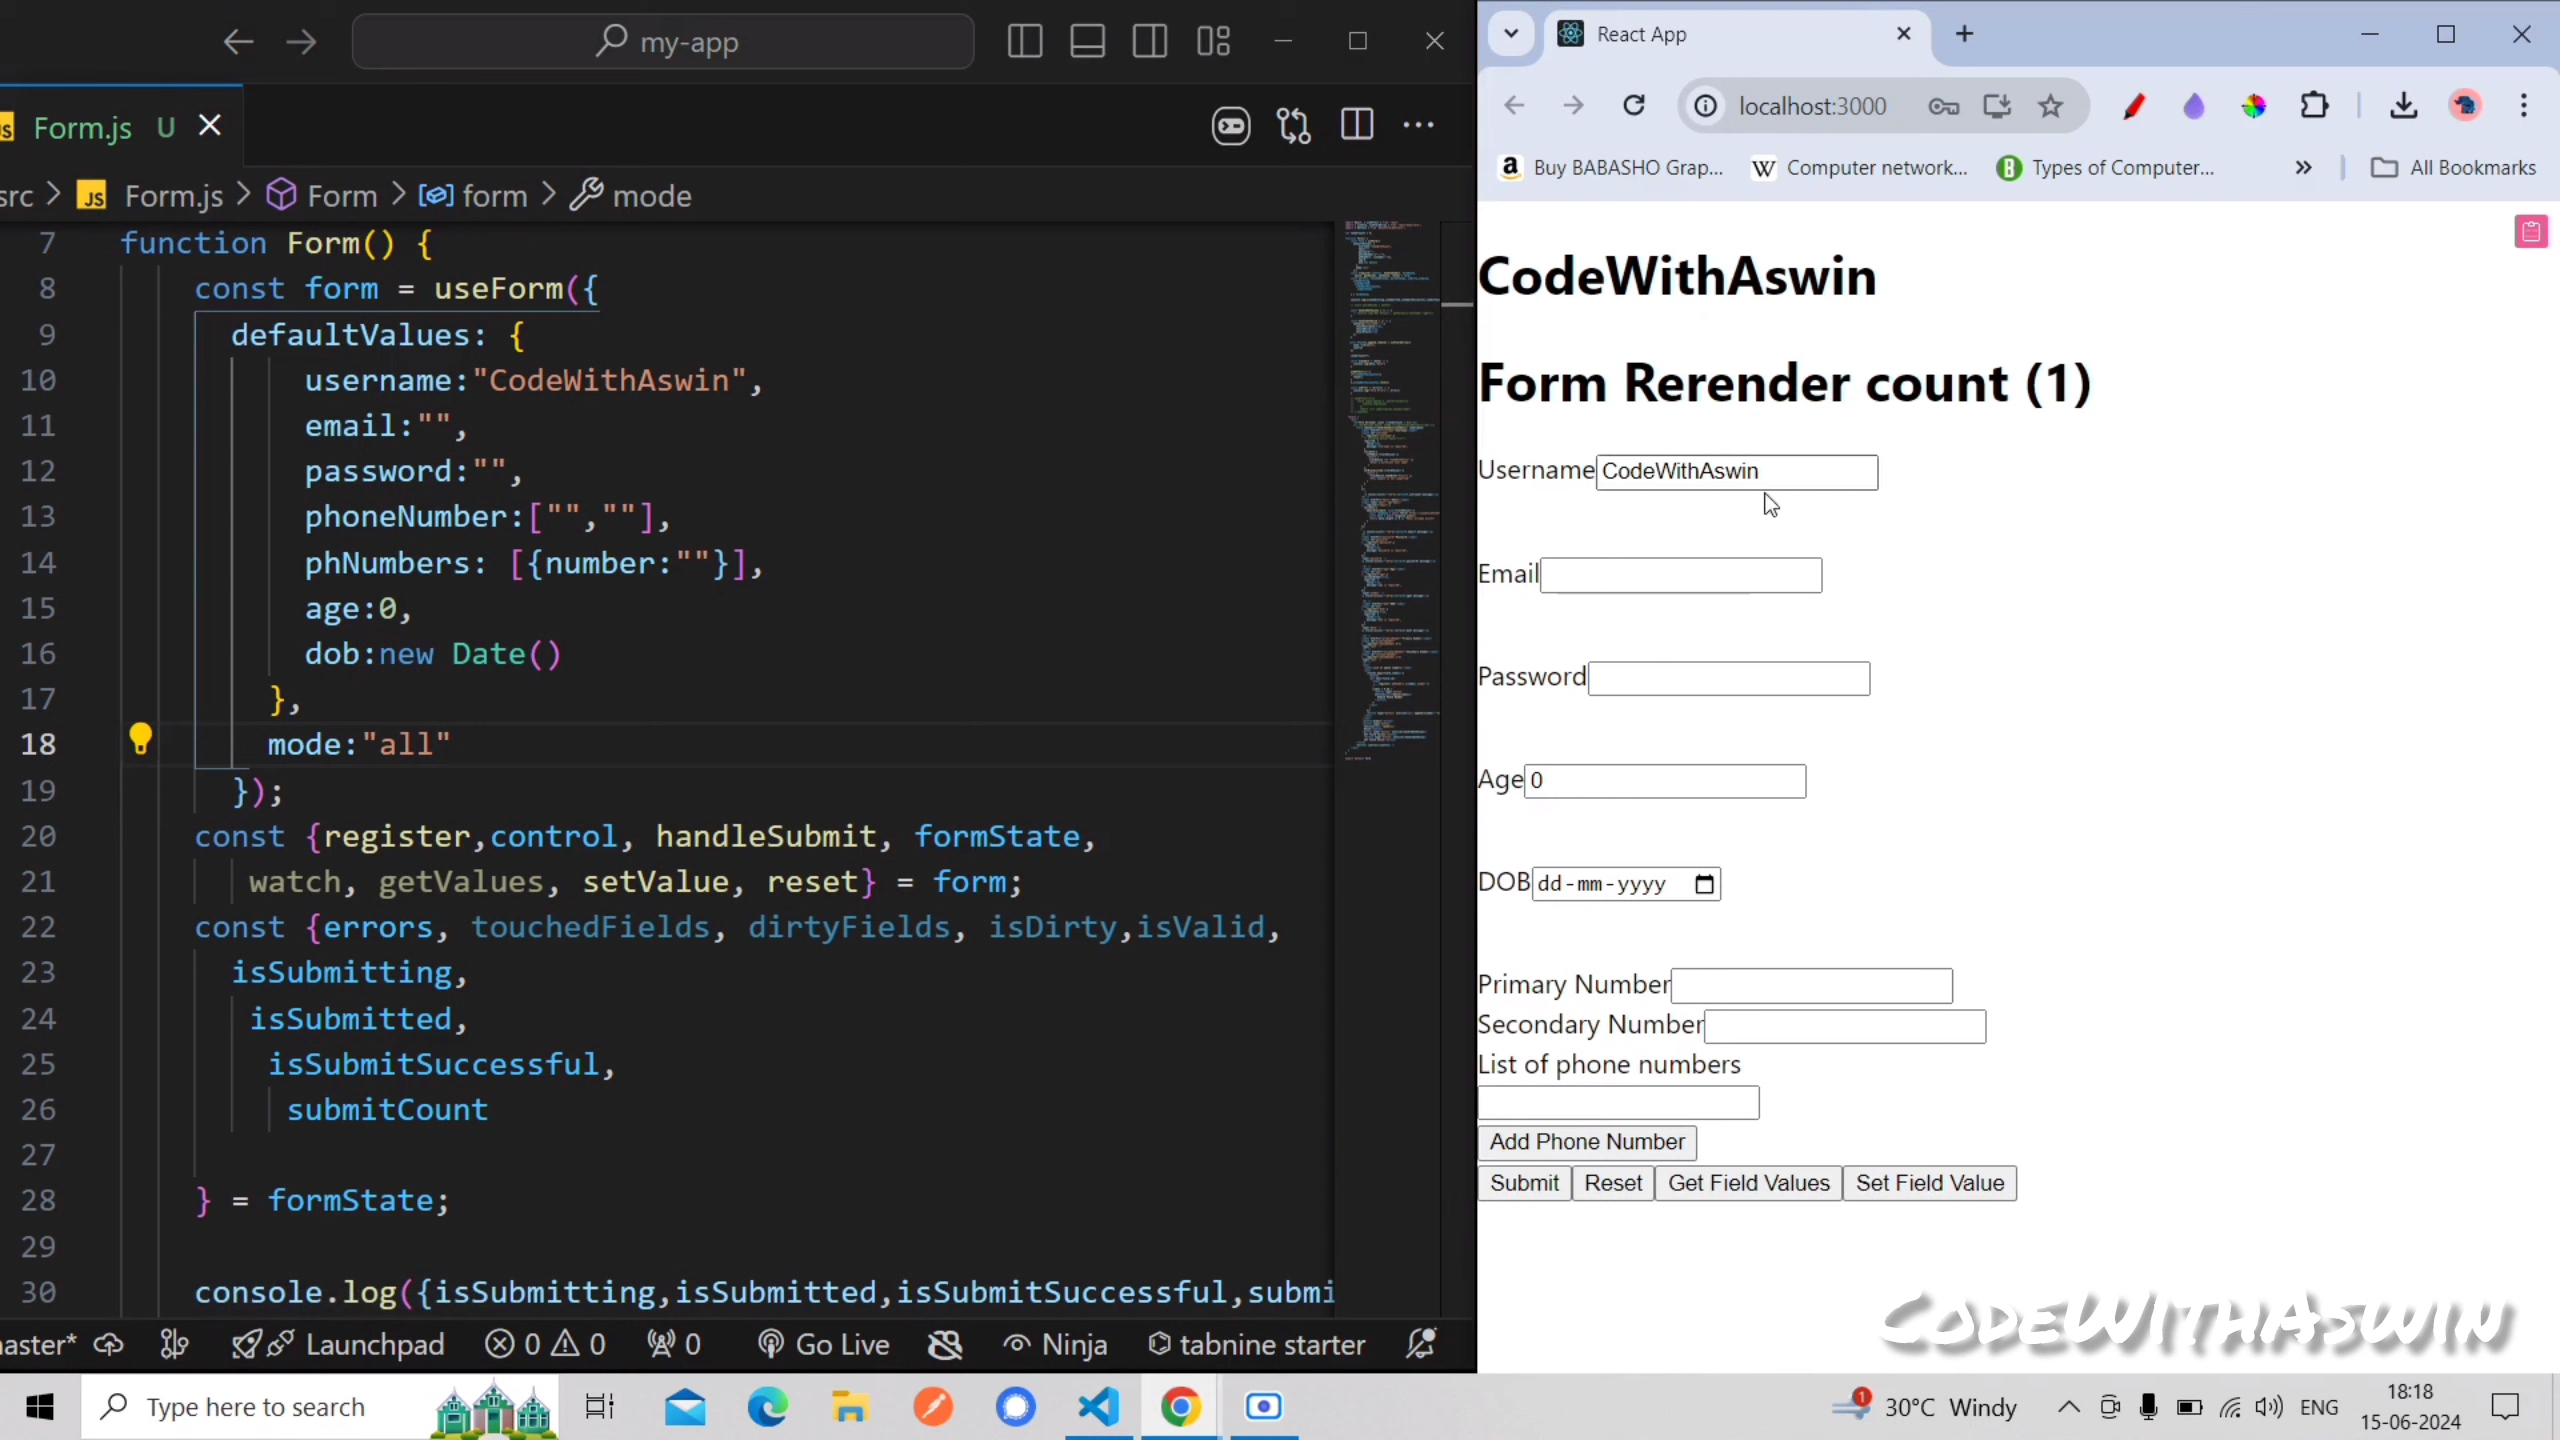 my-app
JS Form.js U
src > JS Form.js > Form > form > mode
7 function Form() {
8 const form = useForm({
9 defaultValues: {
10 username:"CodeWithAswin",
11 email:"",
12 password:"",
13 phoneNumber:["",""],
14 phNumbers: [{number:""}],
15 age:0,
16 dob:new Date()
17 },
18 mode:"all"
19 });
20 const {register,control, handleSubmit, formState,
21 watch, getValues, setValue, reset} = form;
22 const {errors, touchedFields, dirtyFields, isDirty,isValid,
23 isSubmitting,
24 isSubmitted,
25 isSubmitSuccessful,
26 submitCount
27
28 } = formState;
29
30 console.log({isSubmitting,isSubmitted,isSubmitSuccessful,submi
aster* Launchpad 0 0 0 Go Live Ninja tabnine starter
React App
localhost:3000
Buy BABASHO Grap... Computer network... Types of Computer... » All Bookmarks
CodeWithAswin
Form Rerender count (1)
Username CodeWithAswin
Email
Password
Age 0
DOB dd-mm-yyyy
Primary Number
Secondary Number
List of phone numbers
Add Phone Number
Submit Reset Get Field Values Set Field Value
CodeWithAswin
Type here to search
1 30°C Windy ENG 18:18
15-06-2024